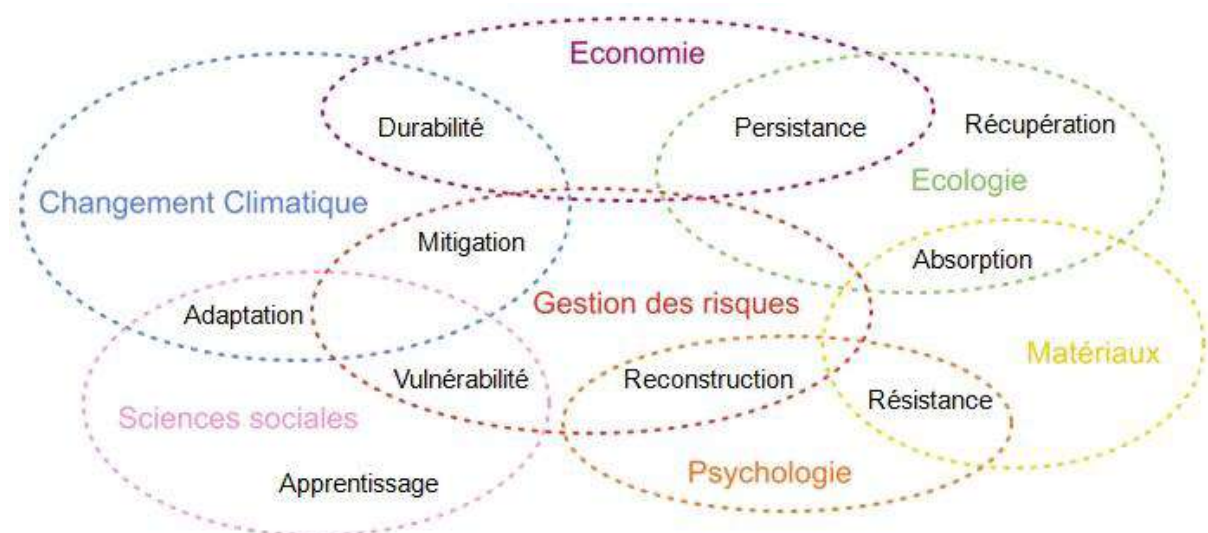 Economie
Durabilité
Persistance
Récupération
Ecologie
Changement Climatique
Mitigation
Absorption
Gestion des risques
Adaptation
Matériaux
Vulnérabilité
Reconstruction
Résistance
Sciences sociales
Psychologie
Apprentissage